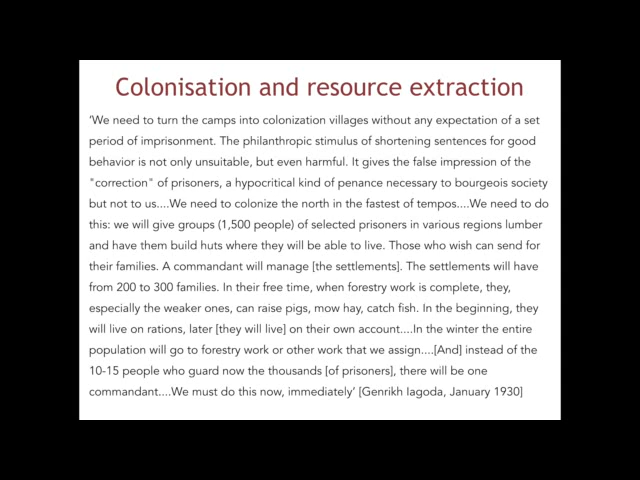 Colonisation and resource extraction
‘We need to turn the camps into colonization villages without any expectation of a set
period of imprisonment. The philanthropic stimulus of shortening sentences for good
behavior is not only unsuitable, but even harmful. It gives the false impression of the
"correction" of prisoners, a hypocritical kind of penance necessary to bourgeois society
but not to us....We need to colonize the north in the fastest of tempos....We need to do
this: we will give groups (1,500 people) of selected prisoners in various regions lumber
and have them build huts where they will be able to live. Those who wish can send for
their families. A commandant will manage [the settlements]. The settlements will have
from 200 to 300 families. In their free time, when forestry work is complete, they,
especially the weaker ones, can raise pigs, mow hay, catch fish. In the beginning, they
will live on rations, later [they will live] on their own account....In the winter the entire
population will go to forestry work or other work that we assign....[And] instead of the
10-15 people who guard now the thousands [of prisoners], there will be one
commandant....We must do this now, immediately’ [Genrikh Iagoda, January 1930]